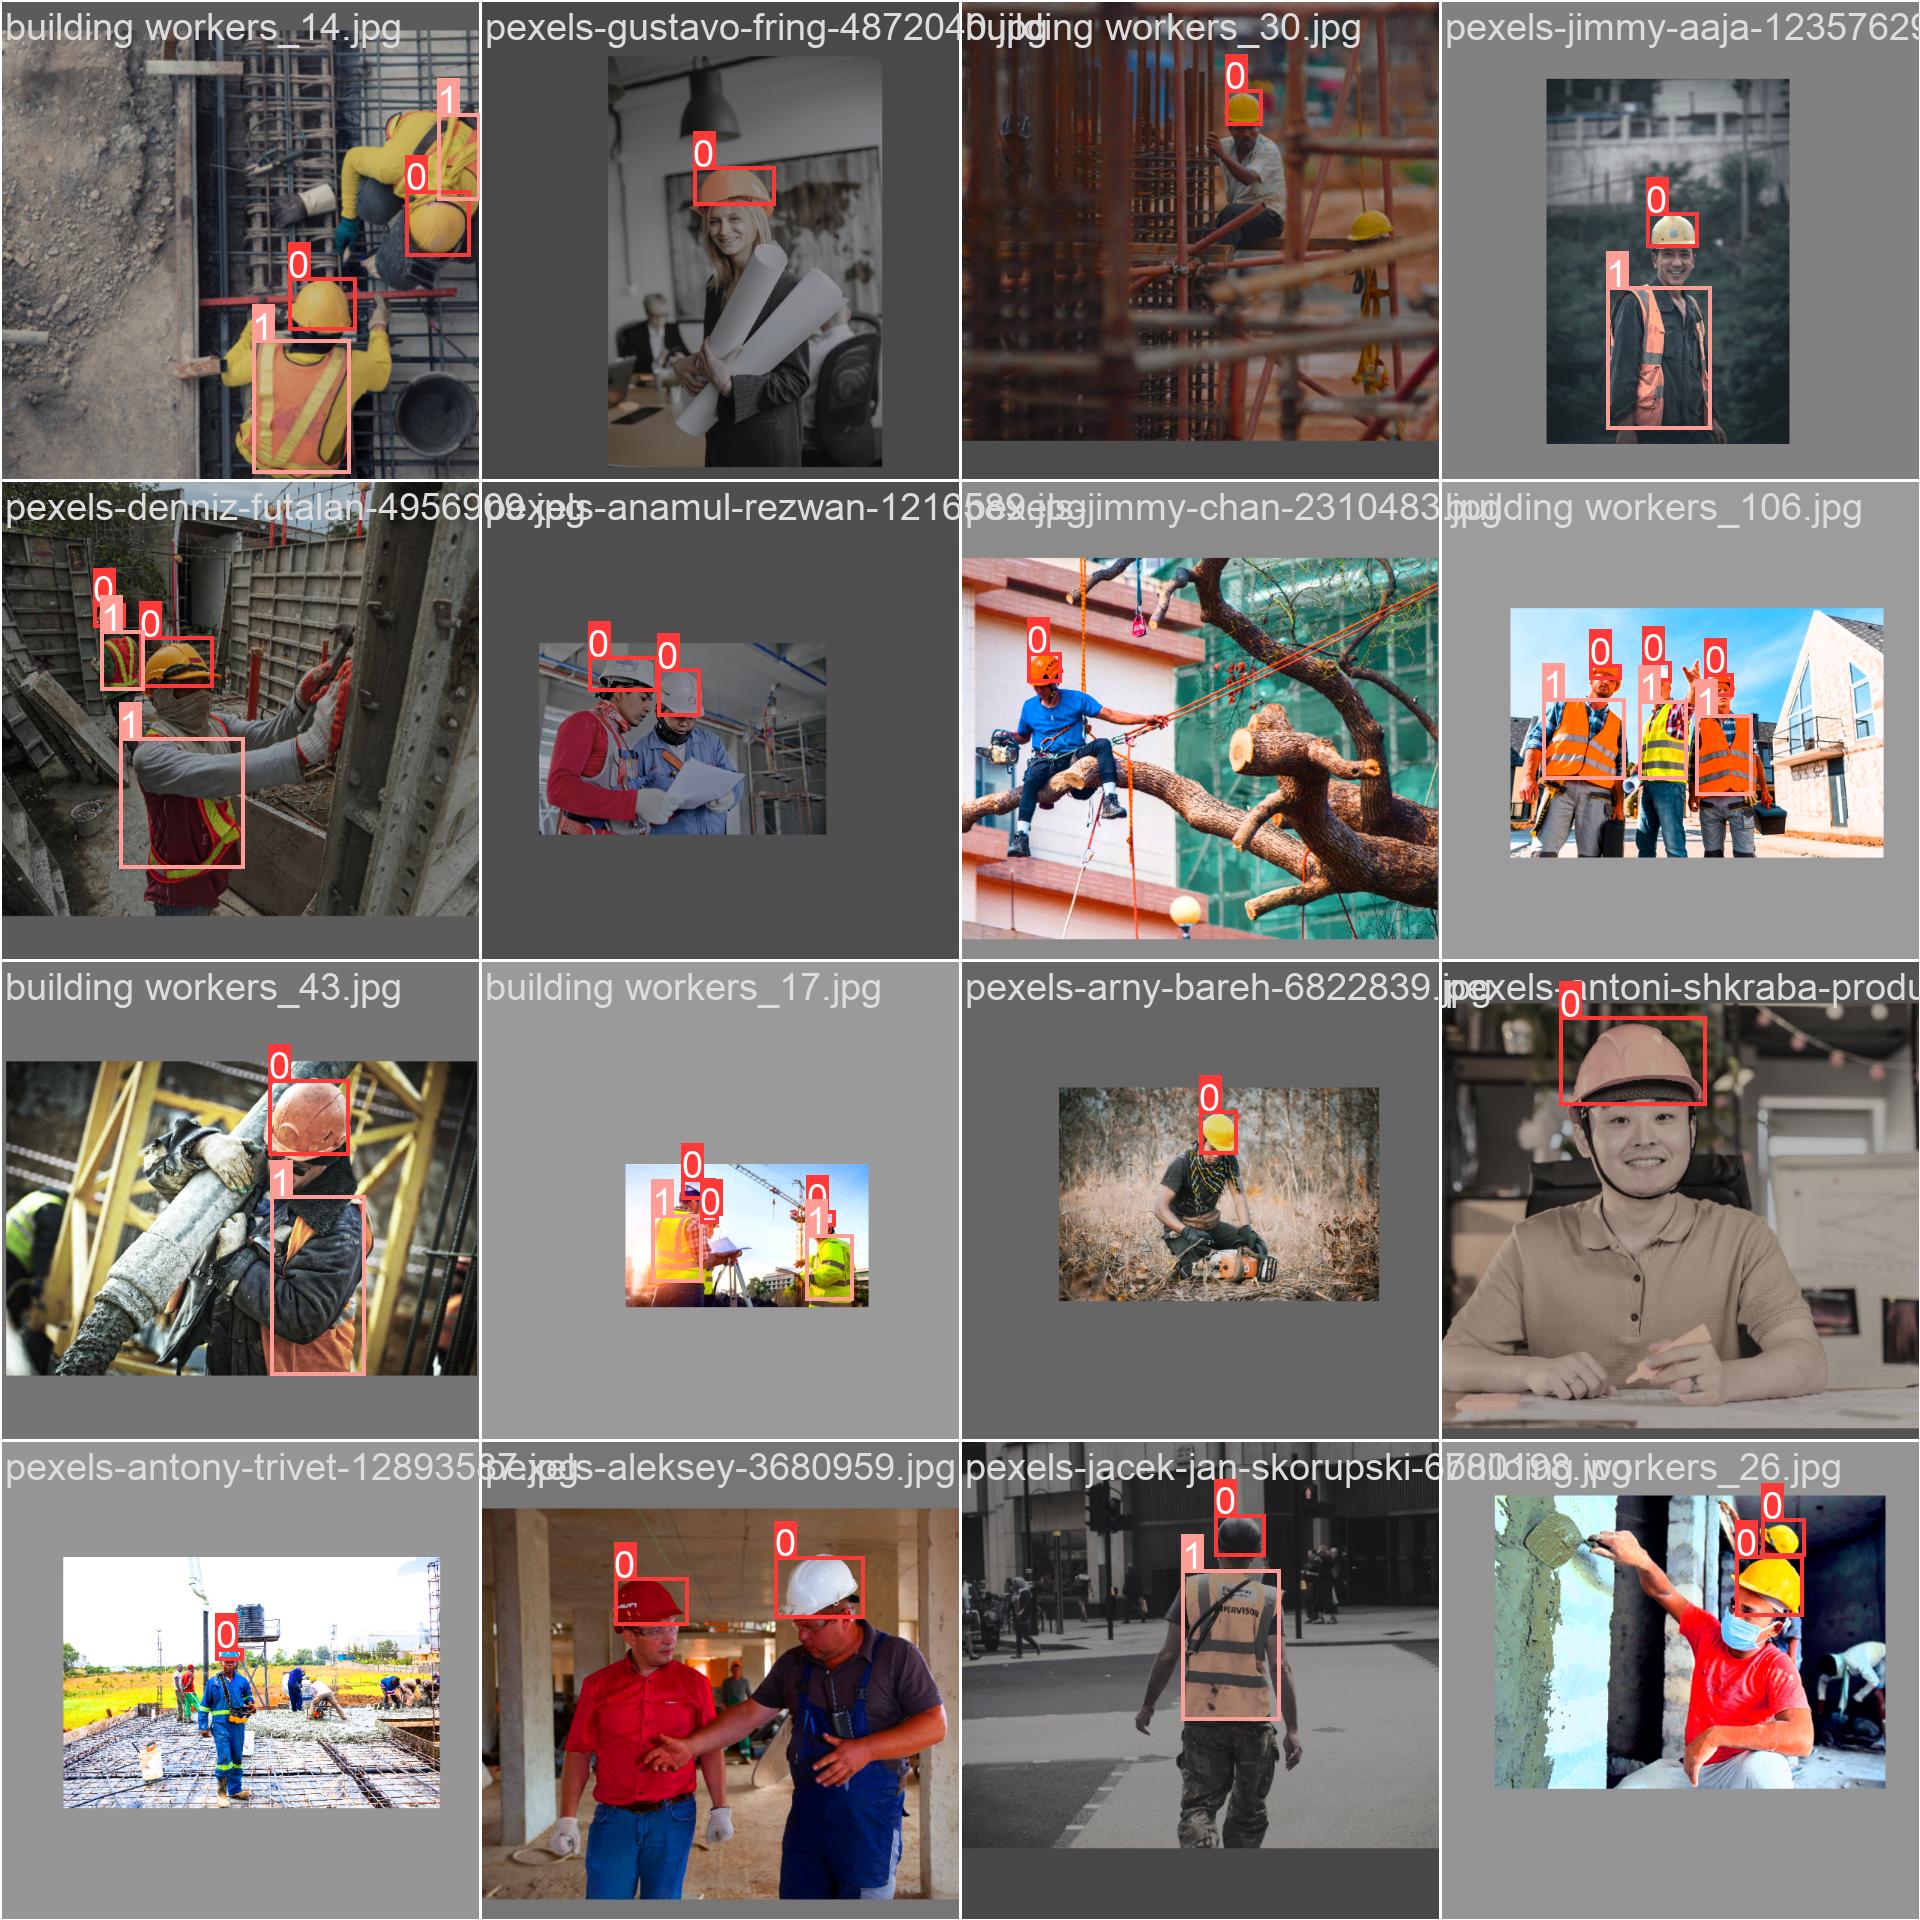 building workers_14.jpg
pexels-gustavo-fring-4872040.jpg
building workers_30.jpg
pexels-jimmy-aaja-12357629
0
0
0
0
1
0
0
1
1
pexels-denniz-futalan-4956909.jpg
pexels-anamul-rezwan-1216589.jpg
pexels-jimmy-chan-2310483.jpg
building workers_106.jpg
0
1
0
1
0
0
0
0
0
0
1
1
1
building workers_43.jpg
building workers_17.jpg
pexels-arny-bareh-6822839.jpg
pexels-antoni-shkraba-produ
0
1
0
0
1
0
1
0
0
pexels-antony-trivet-12893587.jpg
pexels-aleksey-3680959.jpg
pexels-jacek-jan-skorupski-6780198.jpg
building workers_26.jpg
0
0
0
0
1
SUPERVISOR
0
0